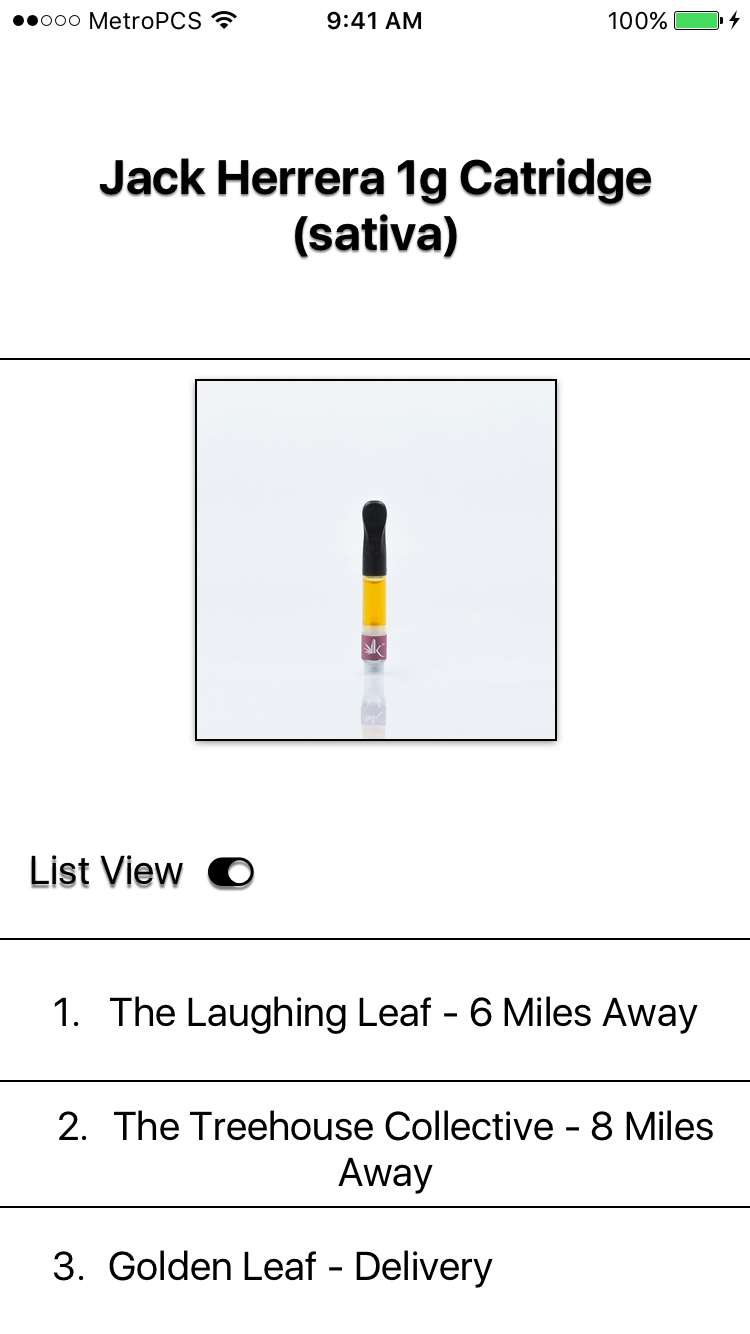 MetroPCS 9:41 AM 100%
Jack Herrera 1g Catridge
(sativa)
List View
1. The Laughing Leaf - 6 Miles Away
2. The Treehouse Collective - 8 Miles
Away
3. Golden Leaf - Delivery